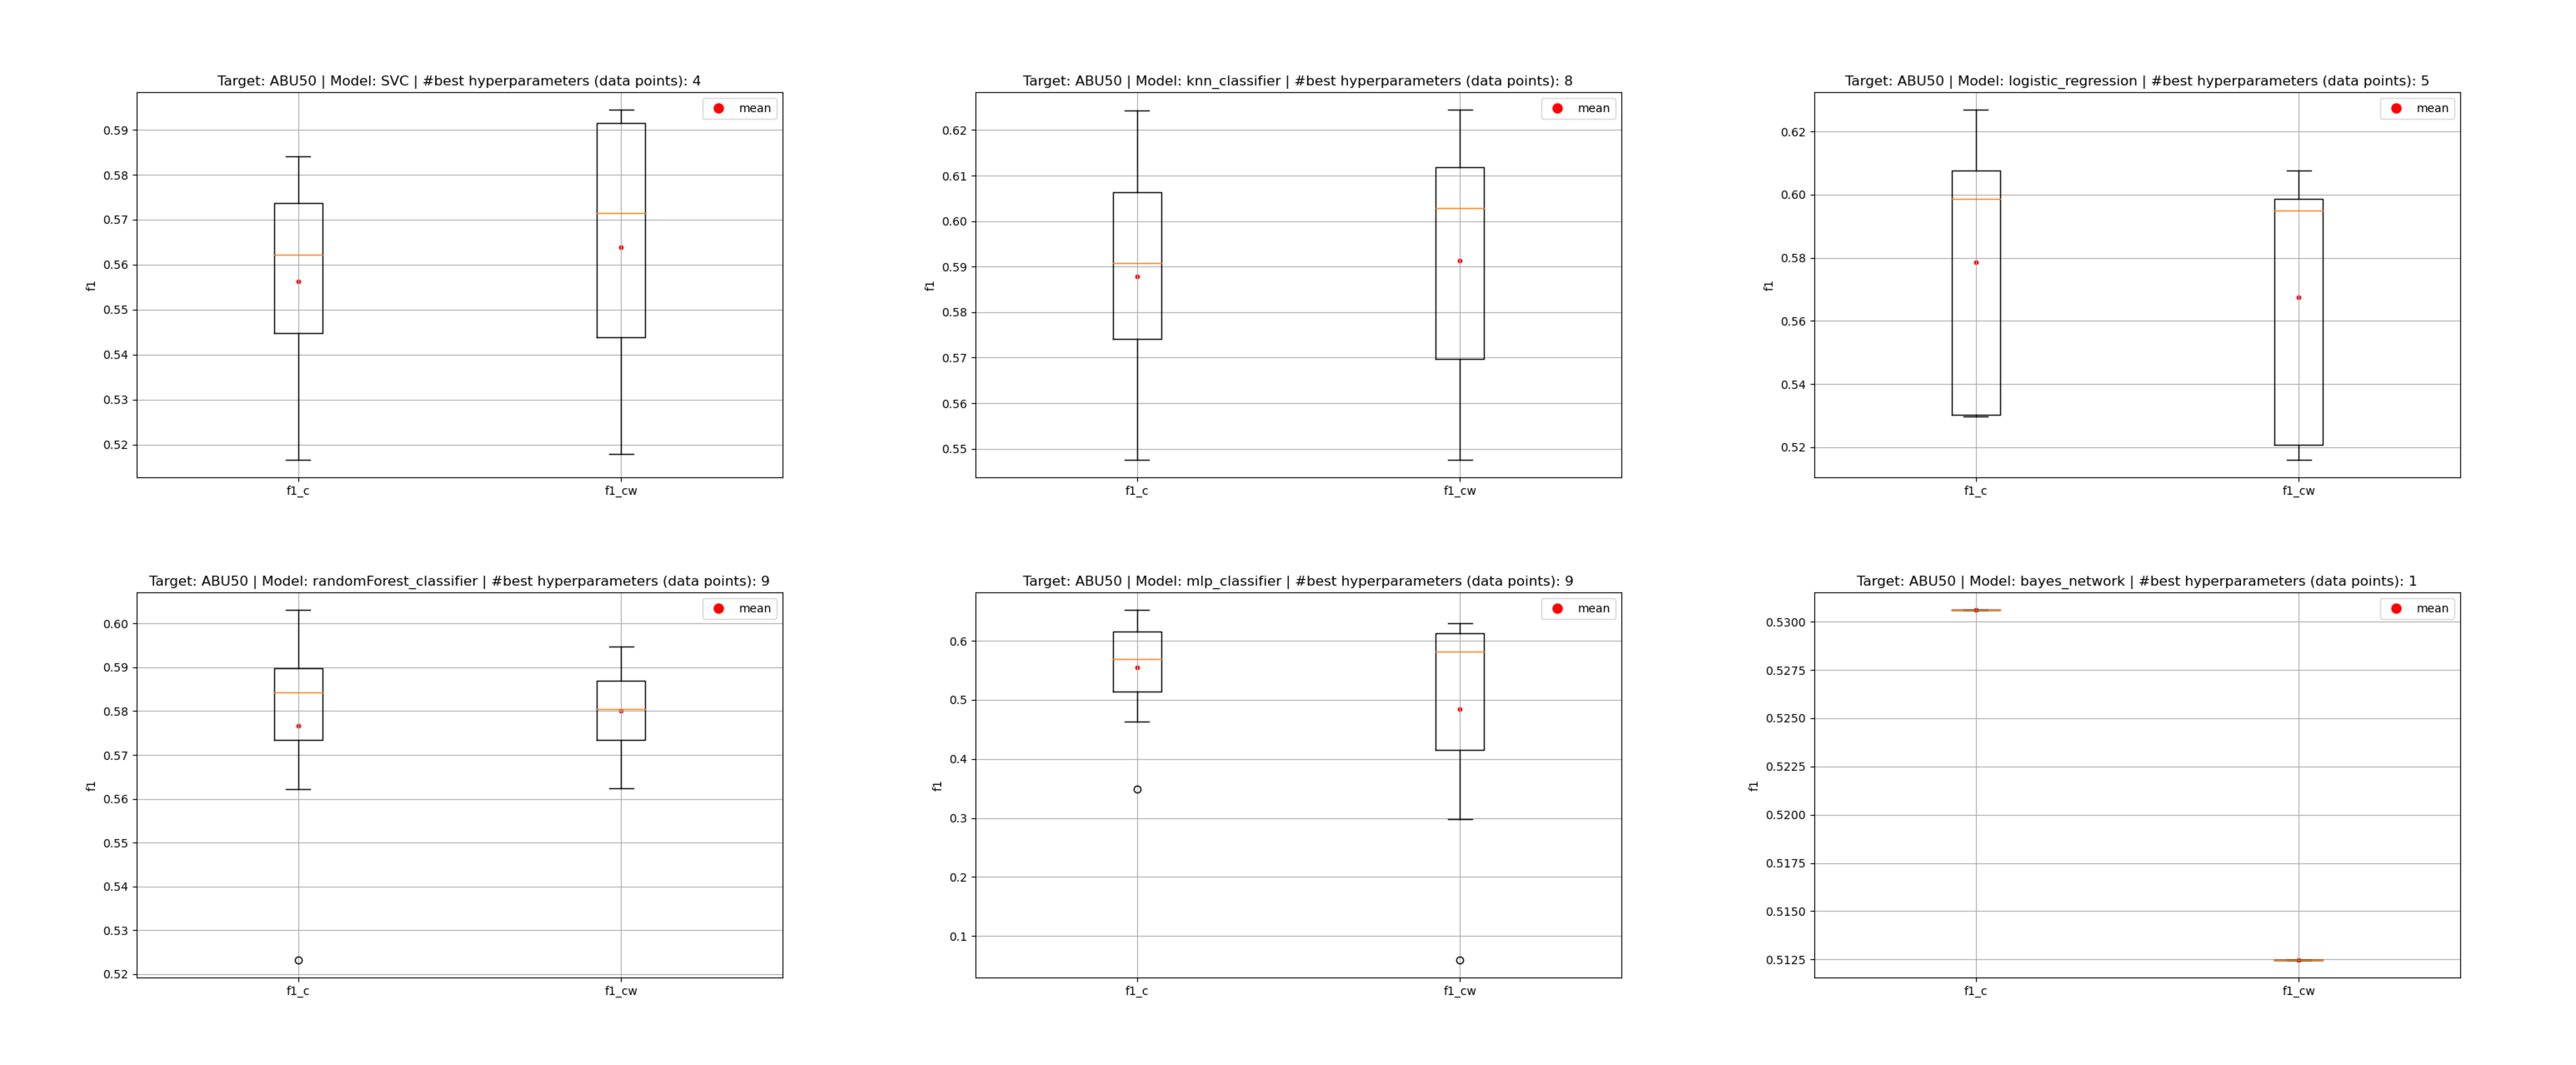 Target: ABU50 | Model: SVC | #best hyperparameters (data points): 4
mean
0.59
0.58
0.57
0.56
0.55
0.54
0.53
0.52
f1
f1_c
f1_cw
Target: ABU50 | Model: knn_classifier | #best hyperparameters (data points): 8
mean
0.62
0.61
0.60
0.59
0.58
0.57
0.56
0.55
f1
f1_c
f1_cw
Target: ABU50 | Model: logistic_regression | #best hyperparameters (data points): 5
mean
0.62
0.60
0.58
0.56
0.54
0.52
f1
f1_c
f1_cw
Target: ABU50 | Model: randomForest_classifier | #best hyperparameters (data points): 9
mean
0.60
0.59
0.58
0.57
0.56
0.55
0.54
0.53
0.52
f1
f1_c
f1_cw
Target: ABU50 | Model: mlp_classifier | #best hyperparameters (data points): 9
mean
0.6
0.5
0.4
0.3
0.2
0.1
f1
f1_c
f1_cw
Target: ABU50 | Model: bayes_network | #best hyperparameters (data points): 1
mean
0.5300
0.5275
0.5250
0.5225
0.5200
0.5175
0.5150
0.5125
f1
f1_c
f1_cw